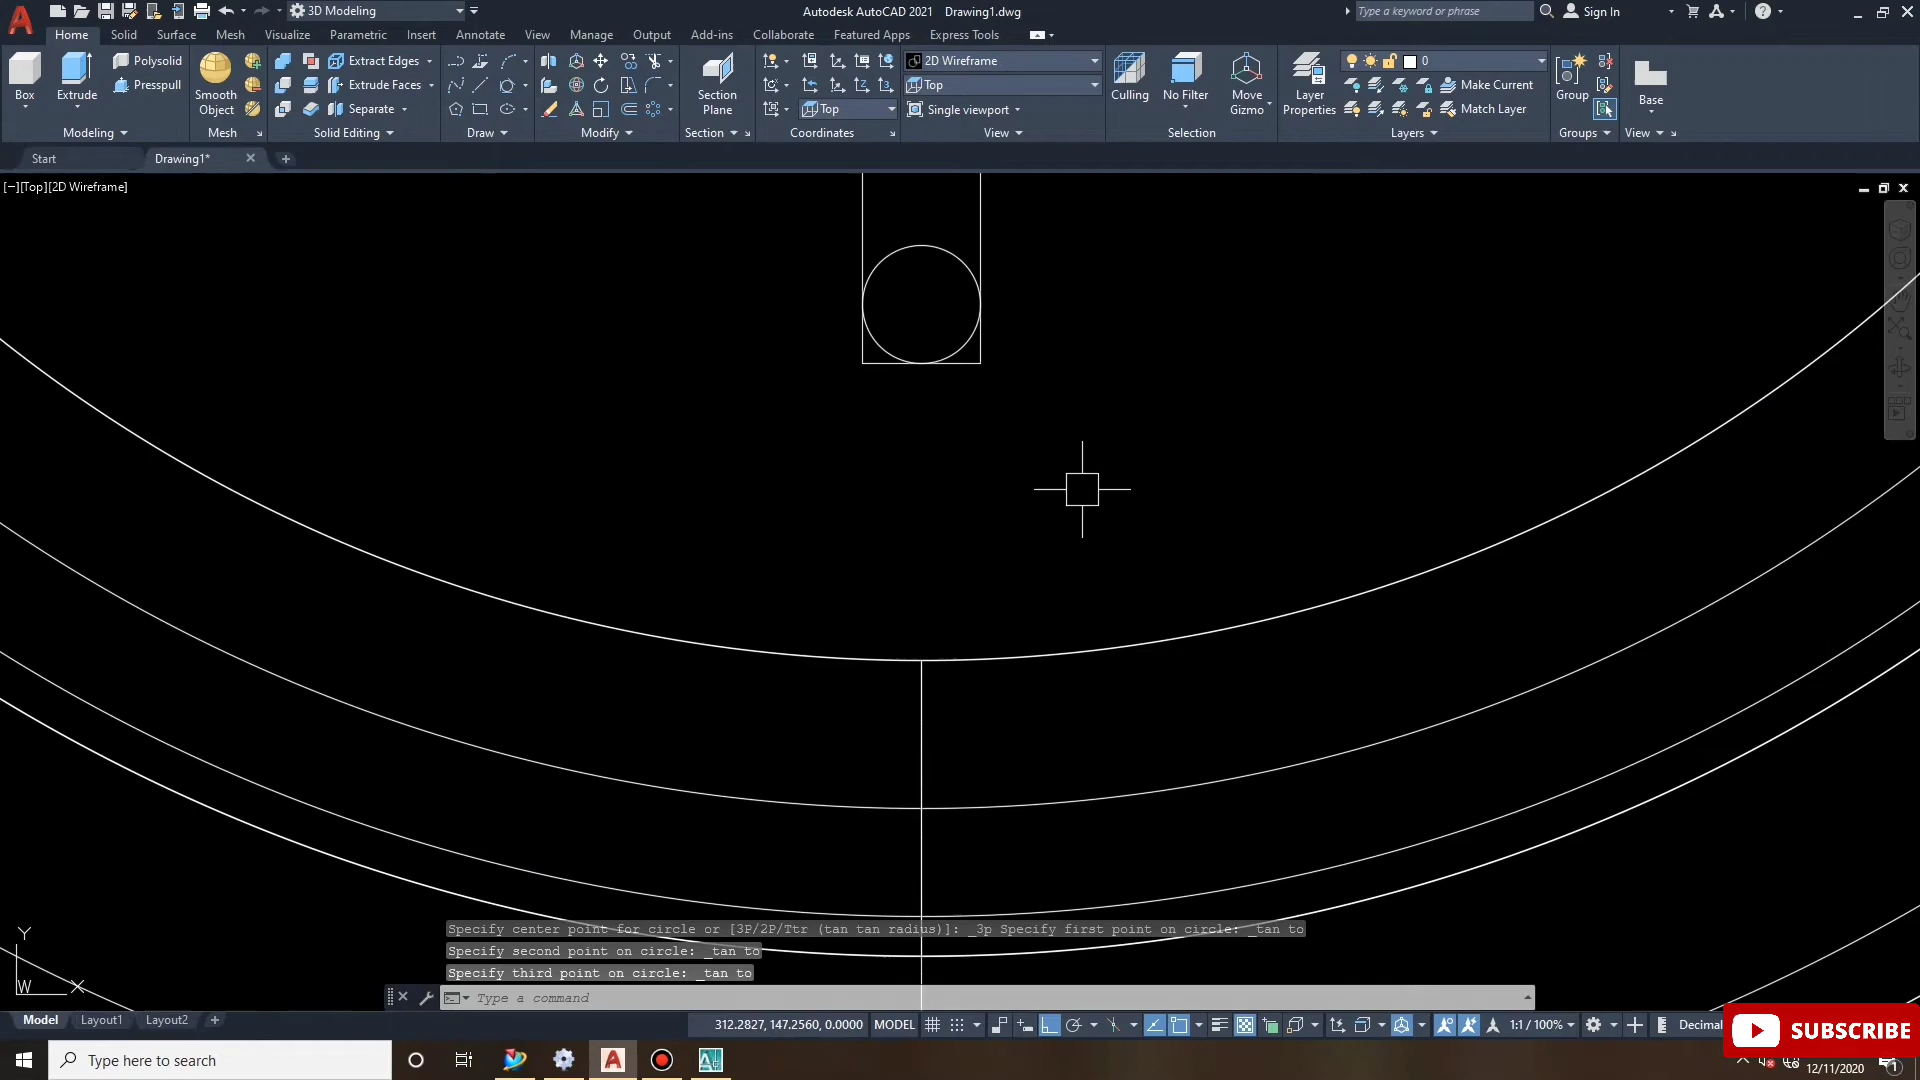 3D Modeling
Autodesk AutoCAD 2021 Drawing1.dwg
Type a keyword or phrase
Sign In
Home Solid Surface Mesh Visualize Parametric Insert Annotate View Manage Output Add-ins Collaborate Featured Apps Express Tools
Box
Extrude
Polysolid
Presspull
Modeling
Smooth
Object
Mesh
Extract Edges
Extrude Faces
Separate
Solid Editing
Draw
Modify
Section
Plane
Section
Top
Coordinates
2D Wireframe
Top
Single viewport
View
Culling
No Filter
Move
Gizmo
Selection
Layer
Properties
0
Make Current
Match Layer
Layers
Group
Groups
Base
View
Start
Drawing1*
[−][Top][2D Wireframe]
Specify center point for circle or [3P/2P/Ttr (tan tan radius)]: _3p Specify first point on circle: _tan to
Specify second point on circle: _tan to
Specify third point on circle: _tan to
Type a command
Y
W
X
Model
Layout1
Layout2
312.2827, 147.2560, 0.0000
MODEL
1:1 / 100%
Decimal
SUBSCRIBE
Type here to search
12/11/2020
1